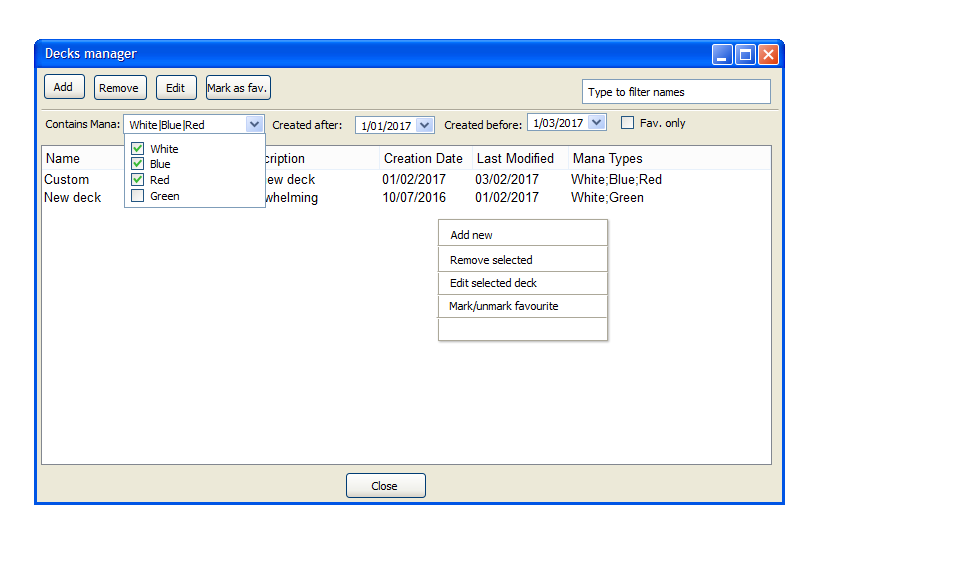 Decks manager
Add Remove Edit Mark as fav. Type to filter names
Contains Mana: White|Blue|Red Created after: 1/01/2017 Created before: 1/03/2017 Fav. only
Name cription Creation Date Last Modified Mana Types
White
Blue
Custom ew deck 01/02/2017 03/02/2017 White;Blue;Red
Red
New deck whelming 10/07/2016 01/02/2017 White;Green
Green
Add new
Remove selected
Edit selected deck
Mark/unmark favourite
Close